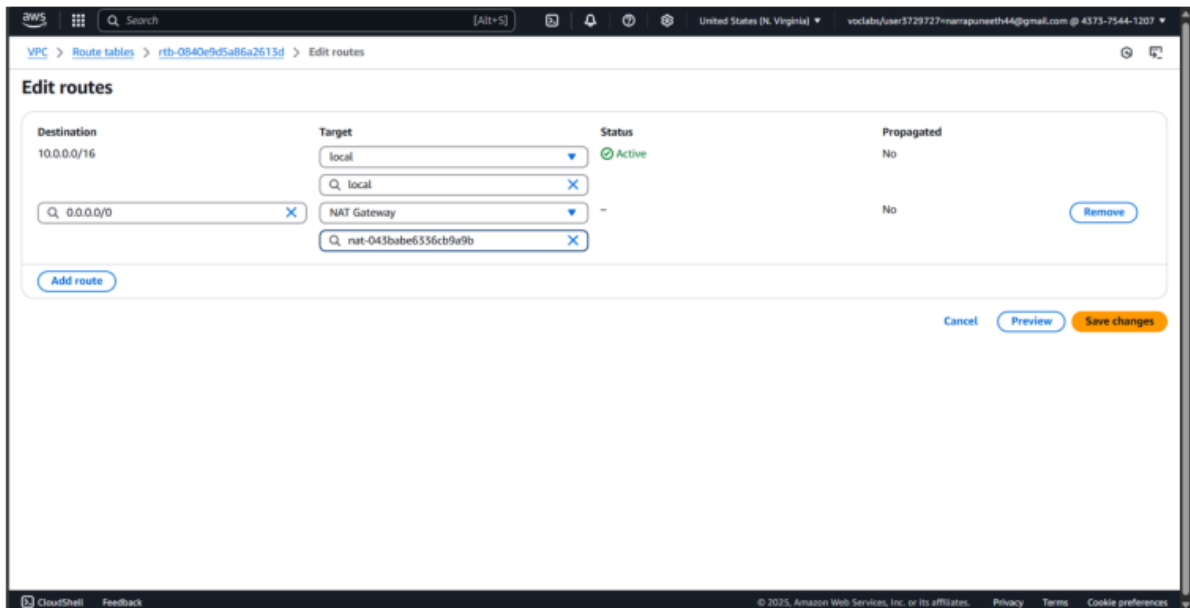 aws Search [Alt+S] United States (N. Virginia) voclabs/user3729727=narrapuneeth44@gmail.com @ 4373-7544-1207
VPC > Route tables > rtb-0840e9d5a86a2613d > Edit routes
Edit routes
Destination Target Status Propagated
10.0.0.0/16 local Active No
local
0.0.0.0/0 NAT Gateway – No Remove
nat-043babe6336cb9a9b
Add route
Cancel Preview Save changes
CloudShell Feedback © 2025, Amazon Web Services, Inc. or its affiliates. Privacy Terms Cookie preferences